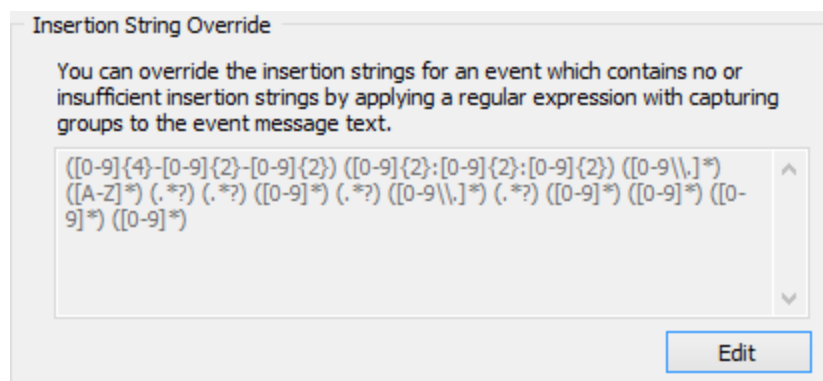 Insertion String Override
You can override the insertion strings for an event which contains no or
insufficient insertion strings by applying a regular expression with capturing
groups to the event message text.
([0-9]{4}-[0-9]{2}-[0-9]{2}) ([0-9]{2}:[0-9]{2}:[0-9]{2}) ([0-9\\.]*)
([A-Z]*) (.*?) (.*?) ([0-9]*) (.*?) ([0-9\\.]*) (.*?) ([0-9]*) ([0-9]*) ([0-
9]*) ([0-9]*)
Edit